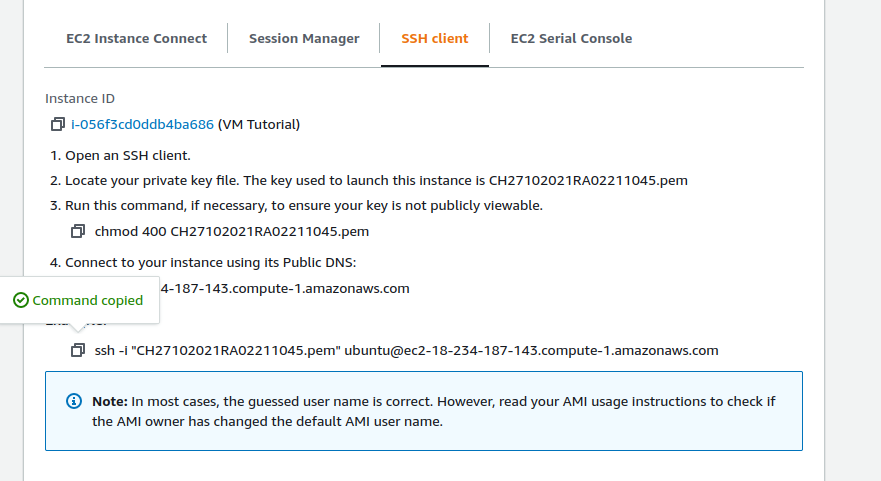 EC2 Instance Connect
Session Manager
SSH client
EC2 Serial Console
Instance ID
i-056f3cd0ddb4ba686 (VM Tutorial)
1. Open an SSH client.
2. Locate your private key file. The key used to launch this instance is CH27102021RA02211045.pem
3. Run this command, if necessary, to ensure your key is not publicly viewable.
chmod 400 CH27102021RA02211045.pem
4. Connect to your instance using its Public DNS:
4-187-143.compute-1.amazonaws.com
Command copied
ssh -i "CH27102021RA02211045.pem" ubuntu@ec2-18-234-187-143.compute-1.amazonaws.com
Note: In most cases, the guessed user name is correct. However, read your AMI usage instructions to check if
the AMI owner has changed the default AMI user name.